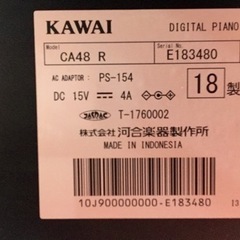 KAWAI
DIGITAL PIANO
Model
CA48 R
Serial No
E183480
AC ADAPTOR : PS-154
DC 15V ⎓ 4A
18 製
T-1760002
株式会社 河合楽器製作所
MADE IN INDONESIA
10J900000000-E183480